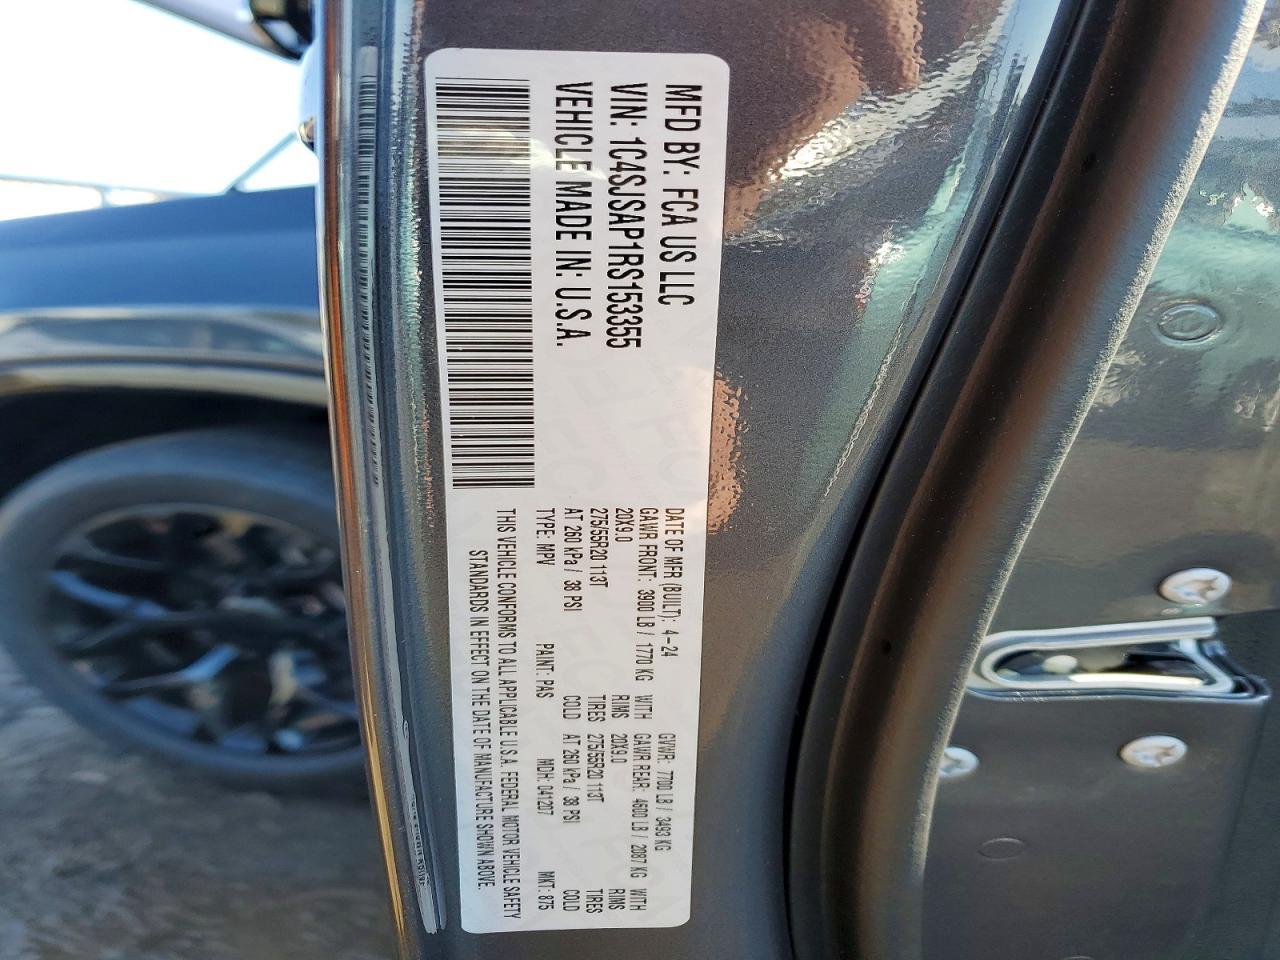 MFD BY: FCA US LLC
VIN: 1C4SJSAP1RS153355
VEHICLE MADE IN: U.S.A.
DATE OF MFR (BUILT): 4-24 GVWR: 7700 LB / 3493 KG
GAWR FRONT: 3900 LB / 1770 KG WITH GAWR REAR: 4600 LB / 2087 KG WITH
20X9.0 RIMS 20X9.0 RIMS
275/55R20 113T TIRES 275/55R20 113T TIRES
AT 260 kPa / 38 PSI COLD AT 260 kPa / 38 PSI COLD
TYPE: MPV PAINT: PAS MDH: 041207 MKT: 875
THIS VEHICLE CONFORMS TO ALL APPLICABLE U.S.A. FEDERAL MOTOR VEHICLE SAFETY
STANDARDS IN EFFECT ON THE DATE OF MANUFACTURE SHOWN ABOVE.